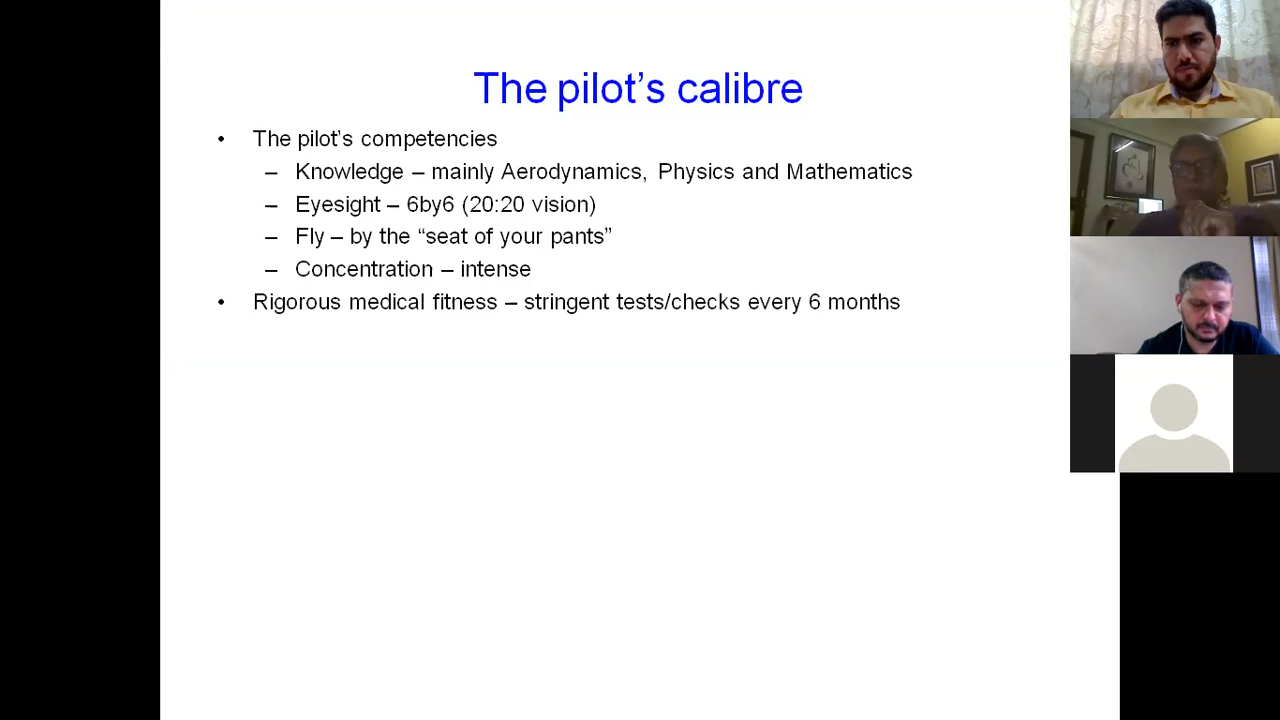 The pilot's calibre
• The pilot's competencies
– Knowledge – mainly Aerodynamics, Physics and Mathematics
– Eyesight – 6by6 (20:20 vision)
– Fly – by the “seat of your pants”
– Concentration – intense
• Rigorous medical fitness – stringent tests/checks every 6 months